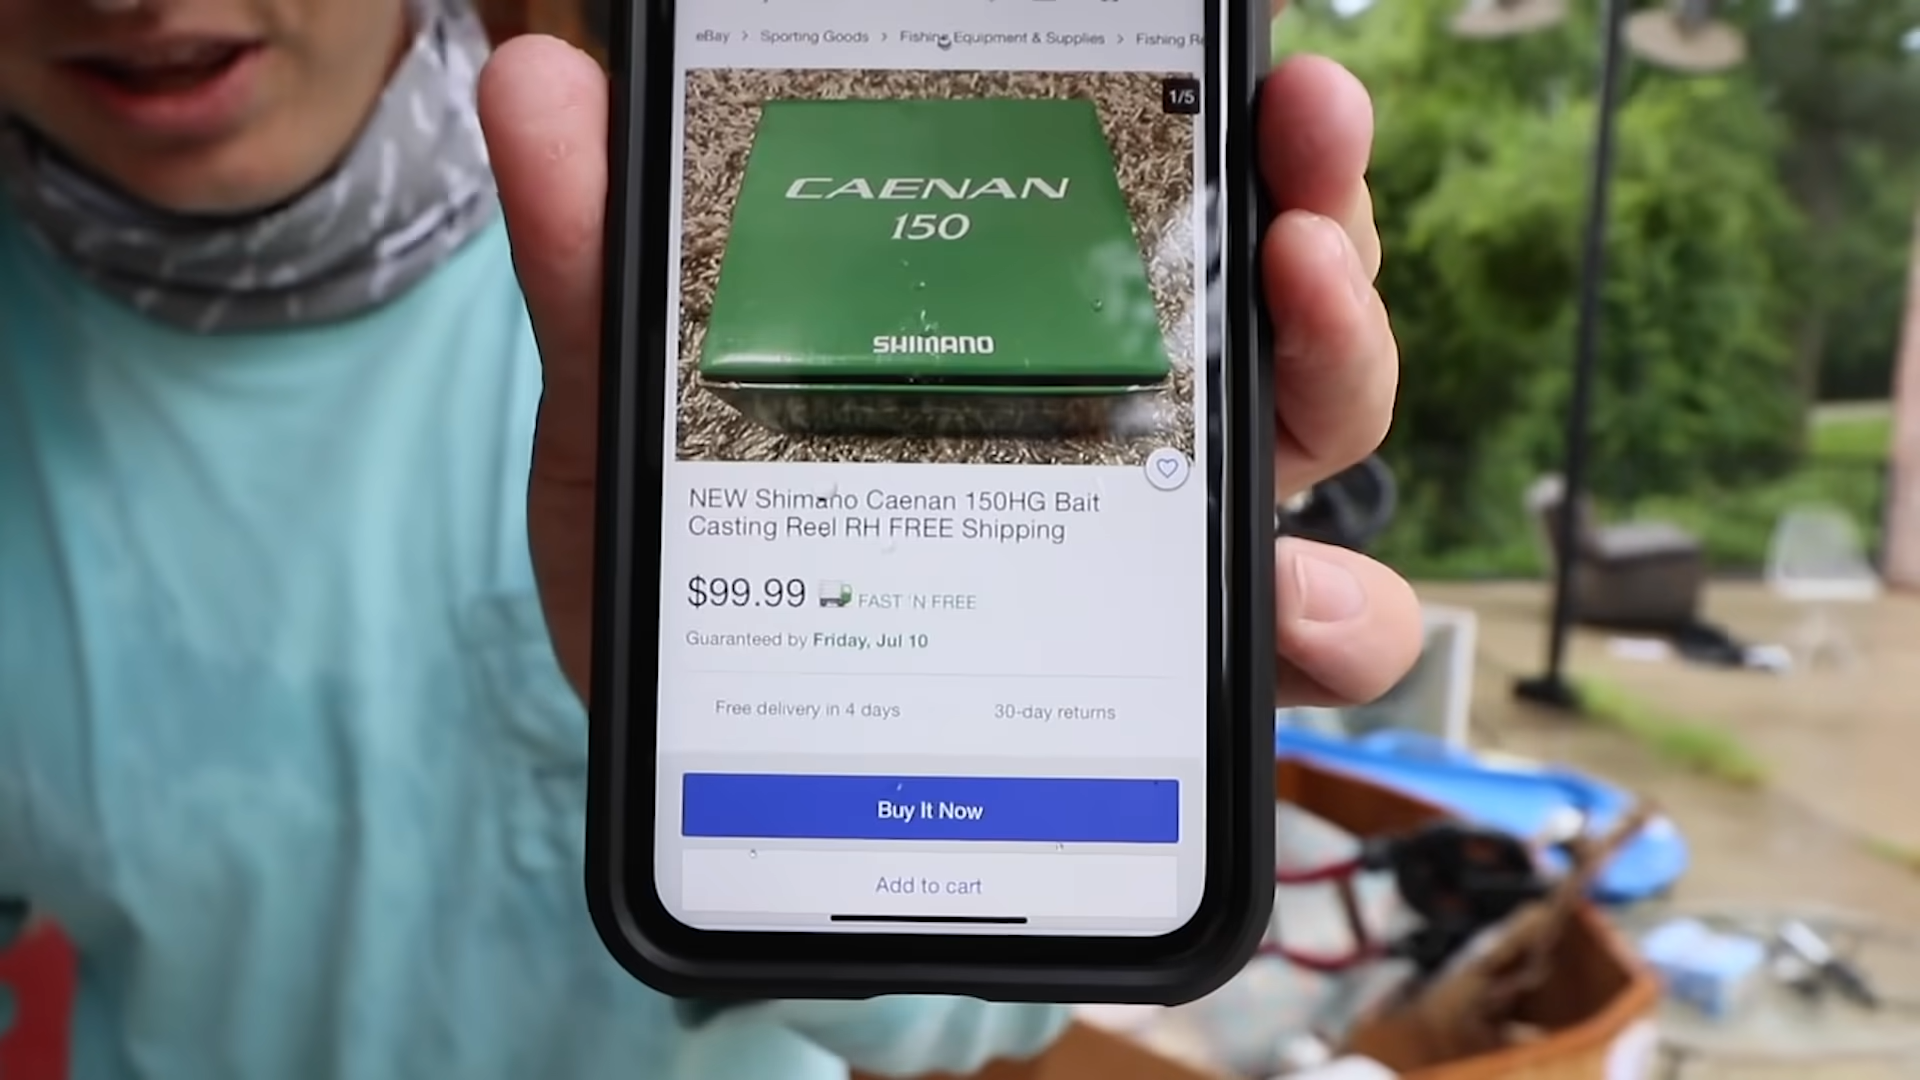 eBay > Sporting Goods > Fishing Equipment & Supplies > Fishing Re
1/5
CAENAN
150
SHIMANO
NEW Shimano Caenan 150HG Bait
Casting Reel RH FREE Shipping
$99.99 FAST 'N FREE
Guaranteed by Friday, Jul 10
Free delivery in 4 days 30-day returns
Buy It Now
Add to cart